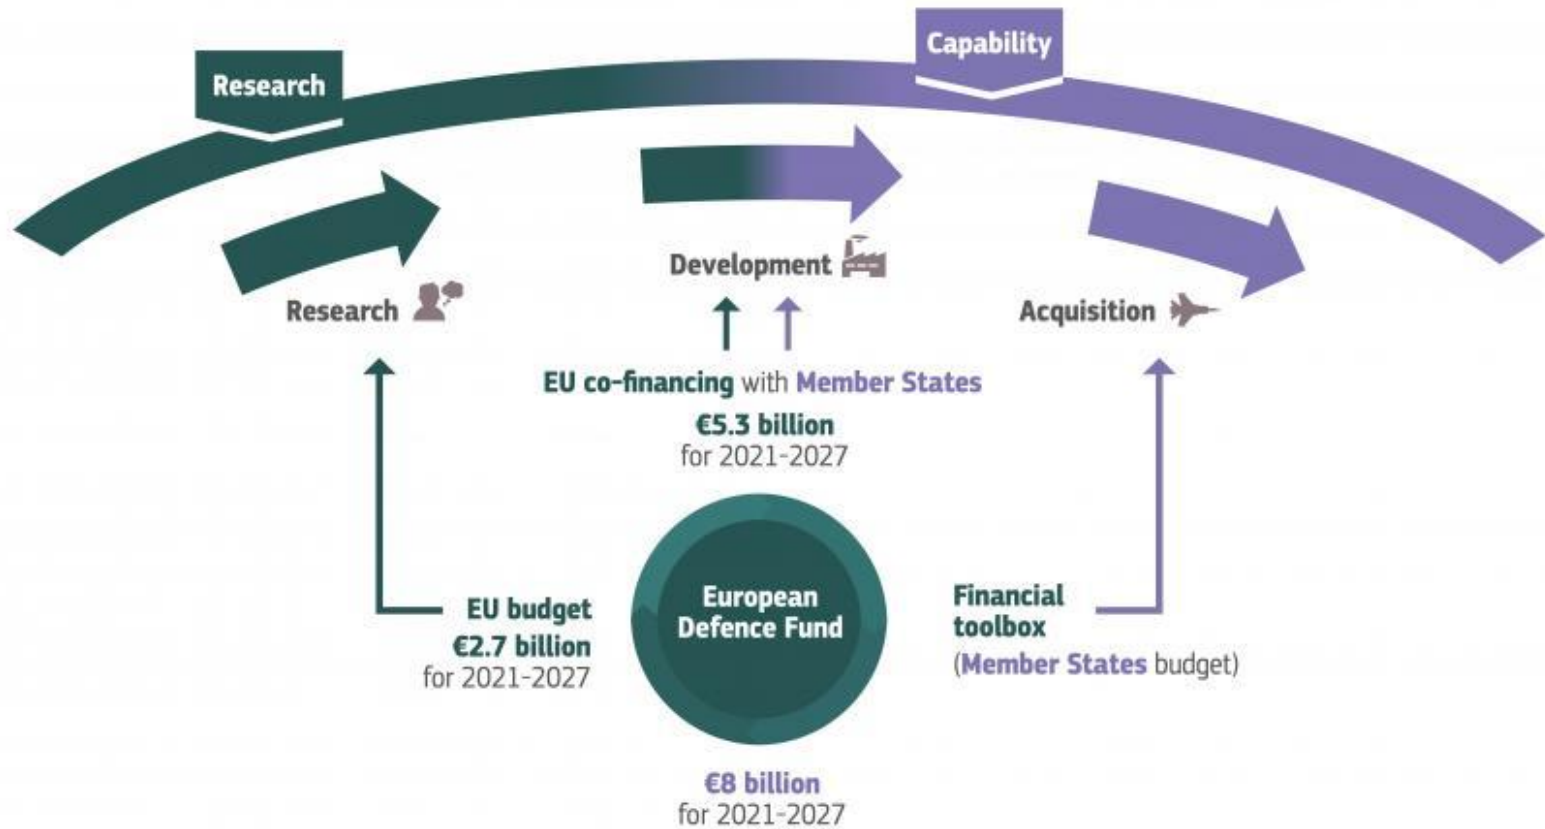 Research
Capability
Research
Development
Acquisition
EU co-financing with Member States
€5.3 billion
for 2021-2027
EU budget
€2.7 billion
for 2021-2027
European
Defence Fund
Financial
toolbox
(Member States budget)
€8 billion
for 2021-2027